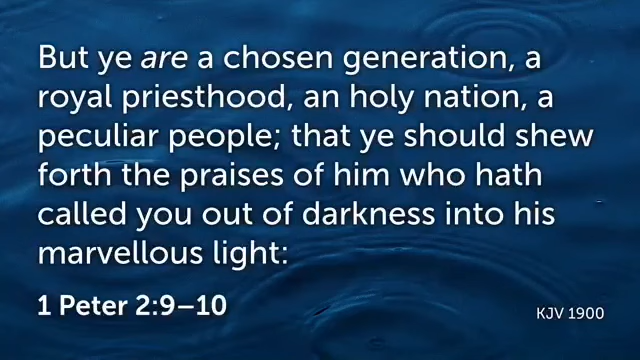 But ye are a chosen generation, a
royal priesthood, an holy nation, a
peculiar people; that ye should shew
forth the praises of him who hath
called you out of darkness into his
marvellous light:
1 Peter 2:9–10
KJV 1900